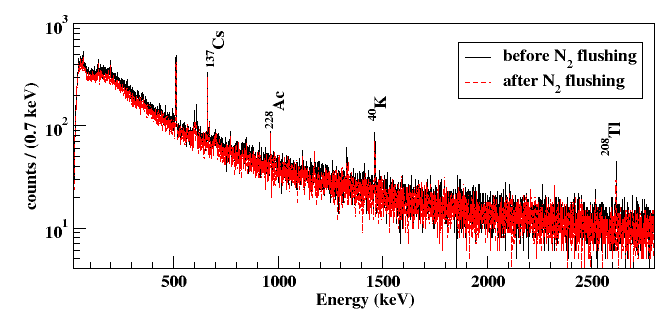 10³
10²
10¹
counts / (0.7 keV)
¹³⁷Cs
²²⁸Ac
⁴⁰K
²⁰⁸Tl
before N₂ flushing
after N₂ flushing
500 1000 1500 2000 2500
Energy (keV)